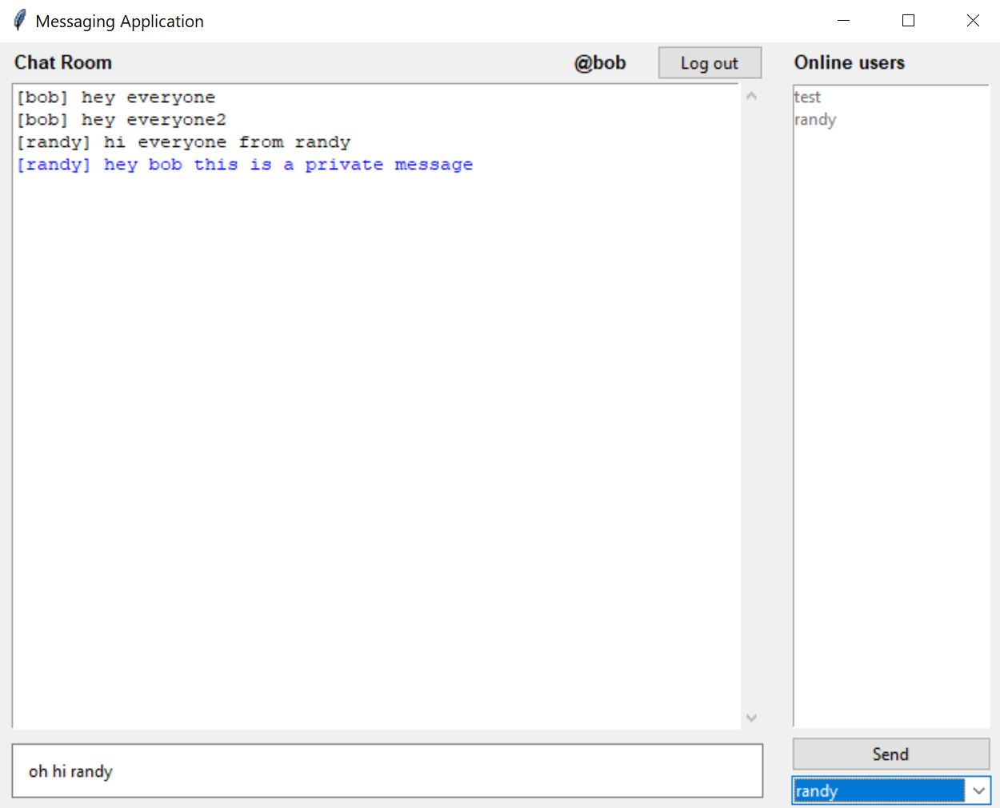 Messaging Application
Chat Room
@bob
Log out
Online users
[bob] hey everyone
[bob] hey everyone2
[randy] hi everyone from randy
[randy] hey bob this is a private message
test
randy
oh hi randy
Send
randy